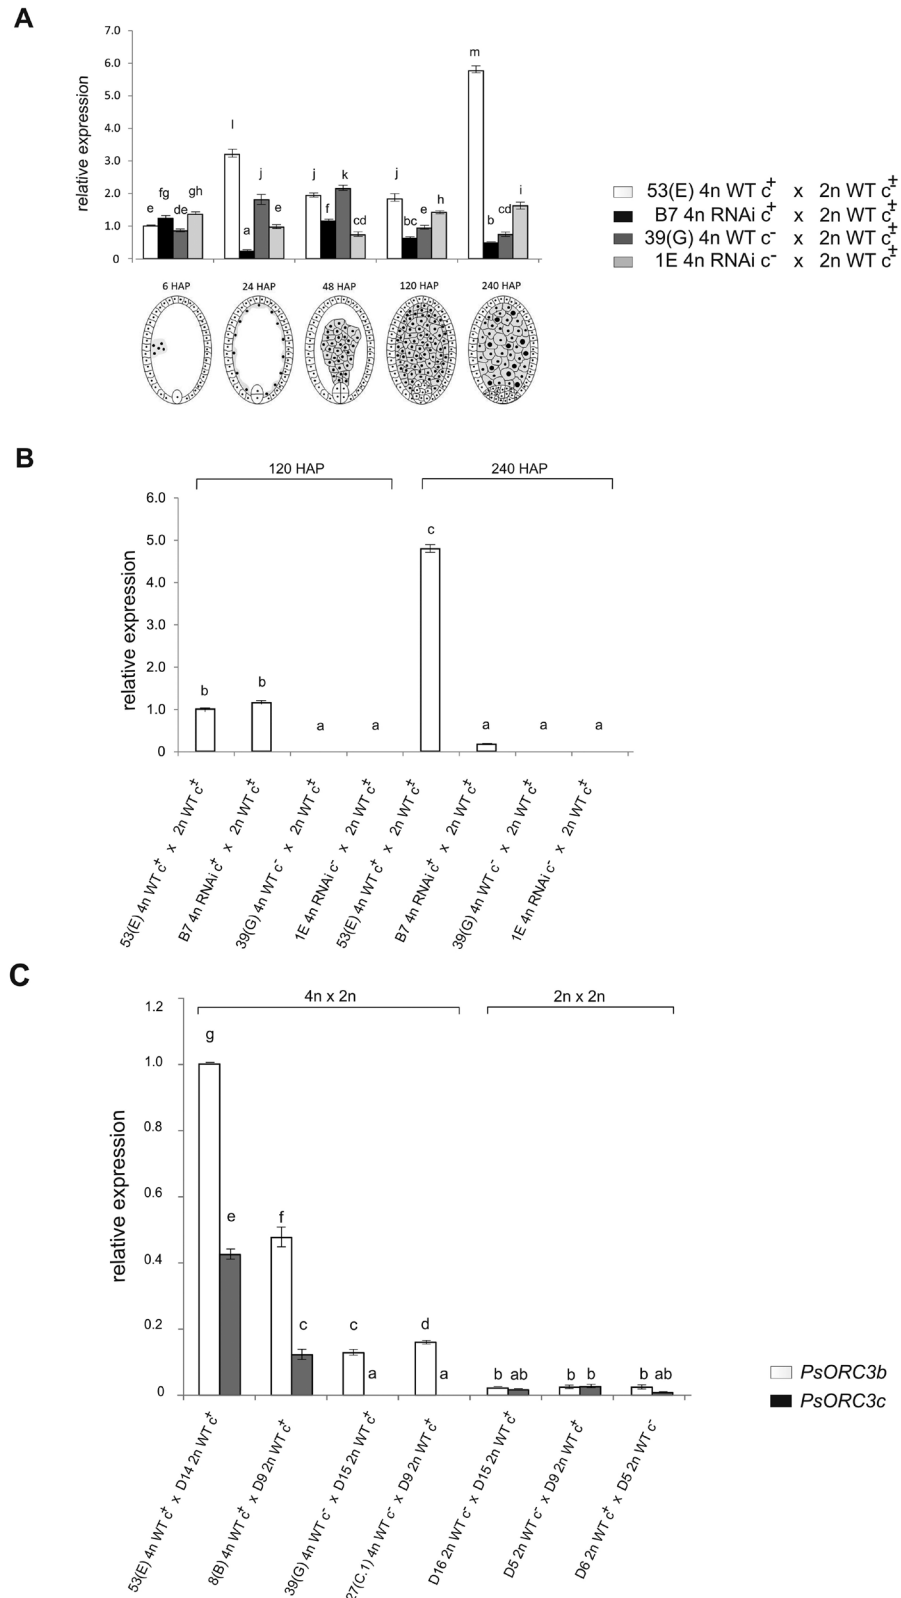 A
relative expression
7.0
6.0
5.0
4.0
3.0
2.0
1.0
0
e fg de gh
l a j e
j f k cd
j bc e h
m b cd i
53(E) 4n WT c+ x 2n WT c±
B7 4n RNAi c+ x 2n WT c±
39(G) 4n WT c- x 2n WT c±
1E 4n RNAi c- x 2n WT c±
6 HAP 24 HAP 48 HAP 120 HAP 240 HAP
B
120 HAP 240 HAP
relative expression
6.0
5.0
4.0
3.0
2.0
1.0
0
b b a a c a a a
53(E) 4n WT c+ x 2n WT c±
B7 4n RNAi c+ x 2n WT c±
39(G) 4n WT c- x 2n WT c±
1E 4n RNAi c- x 2n WT c±
53(E) 4n WT c+ x 2n WT c±
B7 4n RNAi c+ x 2n WT c±
39(G) 4n WT c- x 2n WT c±
1E 4n RNAi c- x 2n WT c±
C
4n x 2n 2n x 2n
relative expression
1.2
1.0
0.8
0.6
0.4
0.2
0
g e f c c a d a b ab b b b ab
PsORC3b
PsORC3c
53(E) 4n WT c+ x D14 2n WT c±
8(B) 4n WT c+ x D9 2n WT c±
39(G) 4n WT c- x D15 2n WT c±
27(C.1) 4n WT c- x D9 2n WT c±
D16 2n WT c- x D15 2n WT c±
D5 2n WT c- x D9 2n WT c±
D6 2n WT c± x D5 2n WT c-